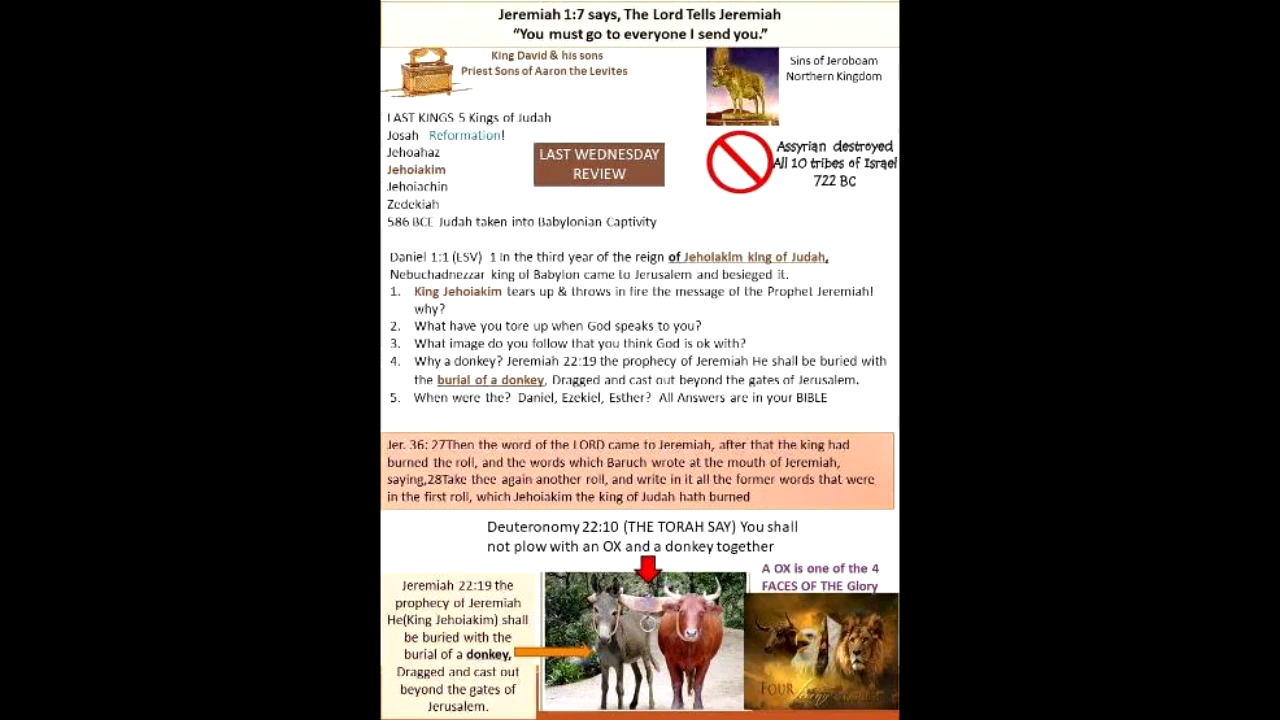 Jeremiah 1:7 says, The Lord Tells Jeremiah
“You must go to everyone I send you.”
King David & his sons
Priest Sons of Aaron the Levites
Sins of Jeroboam
Northern Kingdom
LAST KINGS 5 Kings of Judah
Josah Reformation!
Jehoahaz
Jehoiakim
Jehoiachin
Zedekiah
586 BCE Judah taken into Babylonian Captivity
LAST WEDNESDAY
REVIEW
Assyrian destroyed
All 10 tribes of Israel
722 BC
Daniel 1:1 (ESV) 1 In the third year of the reign of Jehoiakim king of Judah,
Nebuchadnezzar king of Babylon came to Jerusalem and besieged it.
1. King Jehoiakim tears up & throws in fire the message of the Prophet Jeremiah!
why?
2. What have you tore up when God speaks to you?
3. What image do you follow that you think God is ok with?
4. Why a donkey? Jeremiah 22:19 the prophecy of Jeremiah He shall be buried with
the burial of a donkey, Dragged and cast out beyond the gates of Jerusalem.
5. When were the? Daniel, Ezekiel, Esther? All Answers are in your BIBLE
Jer. 36: 27Then the word of the LORD came to Jeremiah, after that the king had
burned the roll, and the words which Baruch wrote at the mouth of Jeremiah,
saying,28Take thee again another roll, and write in it all the former words that were
in the first roll, which Jehoiakim the king of Judah hath burned
Deuteronomy 22:10 (THE TORAH SAY) You shall
not plow with an OX and a donkey together
Jeremiah 22:19 the
prophecy of Jeremiah
He(King Jehoiakim) shall
be buried with the
burial of a donkey,
Dragged and cast out
beyond the gates of
Jerusalem.
A OX is one of the 4
FACES OF THE Glory
FOUR